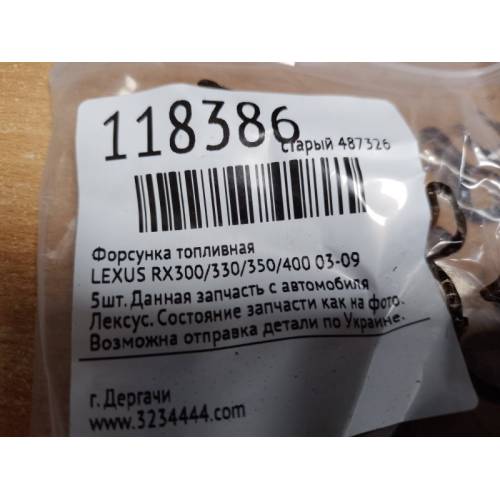 118386
старый 487326
Форсунка топливная
LEXUS RX300/330/350/400 03-09
5шт. Данная запчасть с автомобиля
Лексус. Состояние запчасти как на фото.
Возможна отправка детали по Украине.
г. Дергачи
www.3234444.com